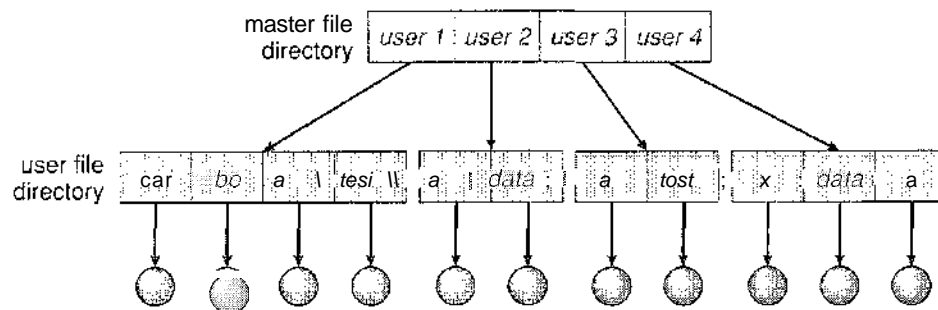 master file
directory
user 1 user 2 user 3 user 4
user file
directory
car bo a \ tesi \\ a | data ; a tost ; x data a